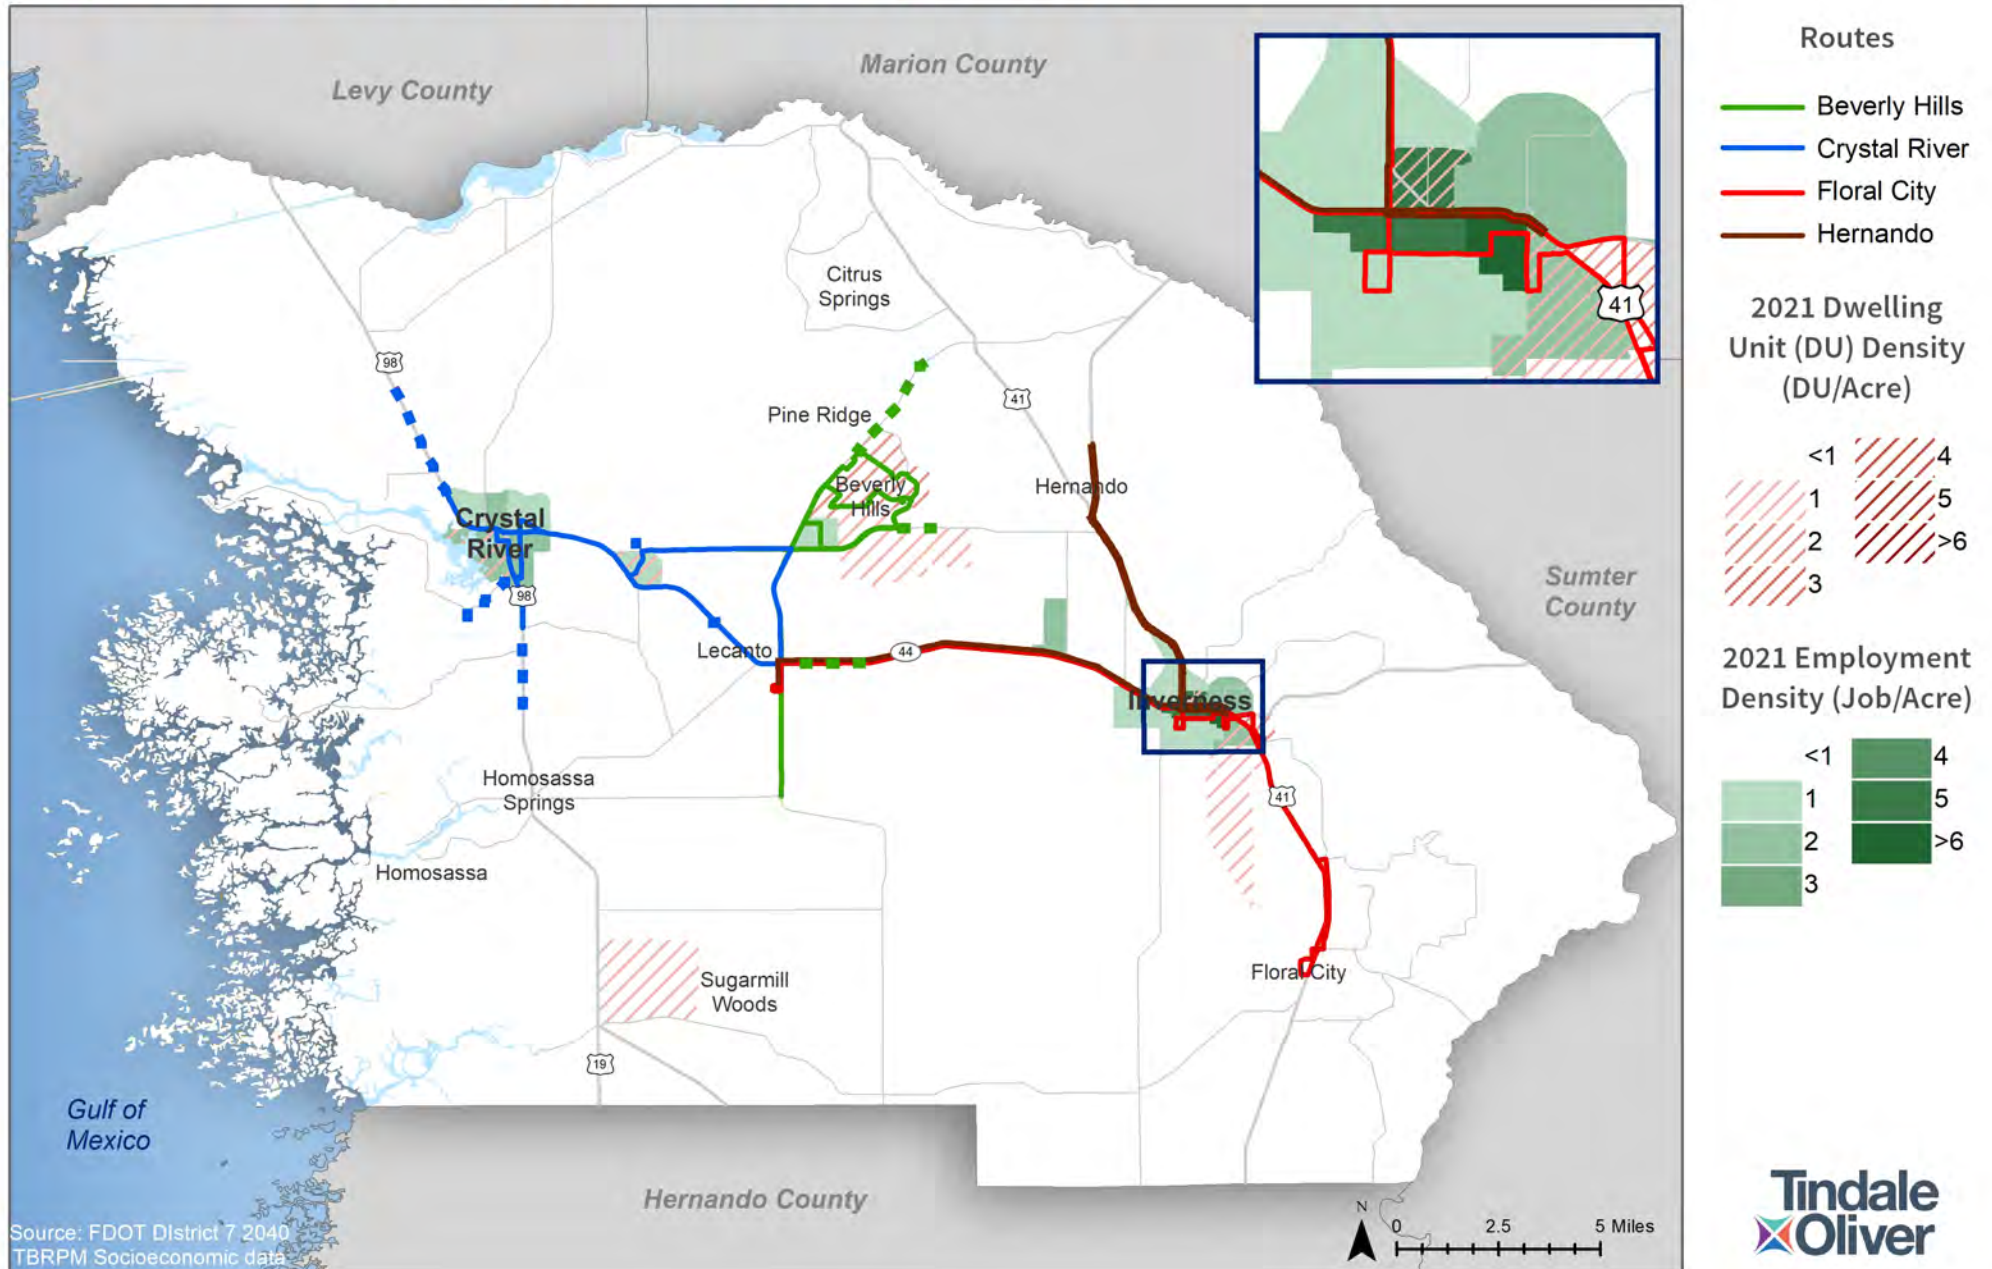 Levy County
Marion County
Citrus
Springs
98
Pine Ridge
41
Beverly
Hills
Hernando
Crystal
River
98
Sumter
County
Lecanto
44
Inverness
Homosassa
Springs
41
Homosassa
Floral City
Sugarmill
Woods
19
Gulf of
Mexico
Hernando County
Source: FDOT DIstrict 7 2040
TBRPM Socioeconomic data
N
0 2.5 5 Miles
41
Routes
Beverly Hills
Crystal River
Floral City
Hernando
2021 Dwelling
Unit (DU) Density
(DU/Acre)
<1 4
1 5
2 >6
3
2021 Employment
Density (Job/Acre)
<1 4
1 5
2 >6
3
Tindale
Oliver